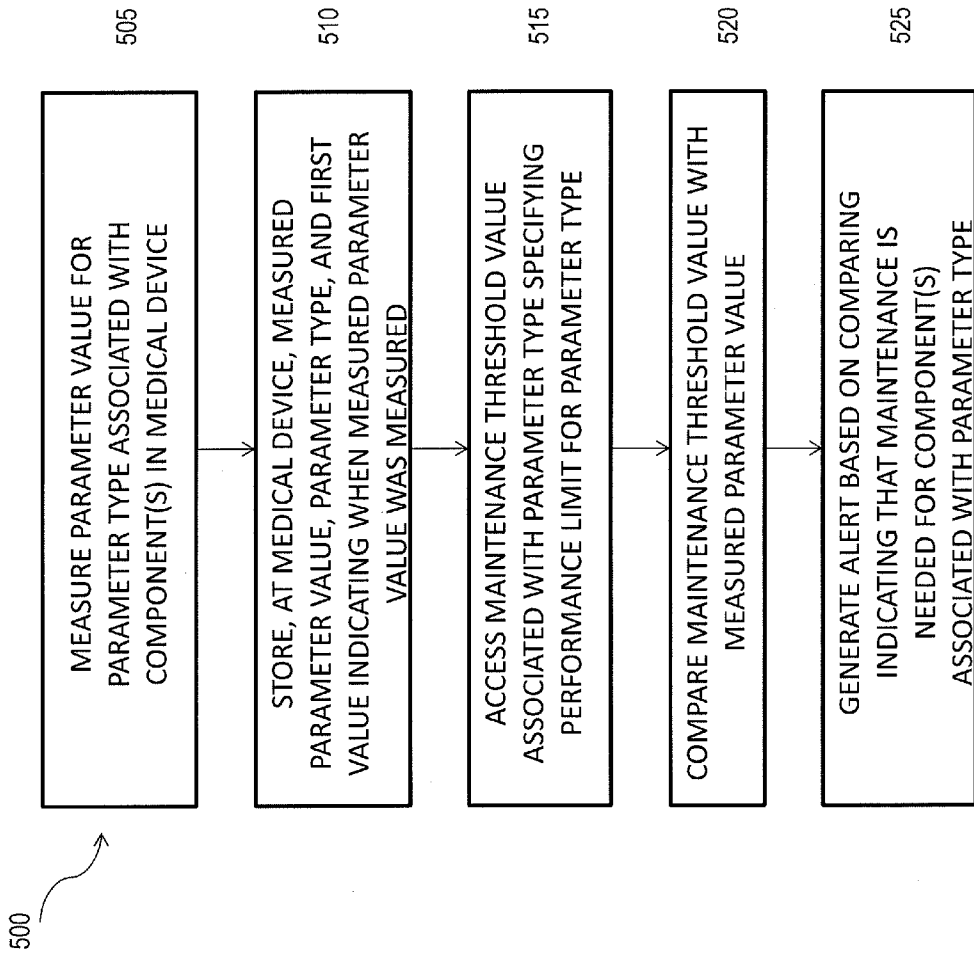 500
MEASURE PARAMETER VALUE FOR
PARAMETER TYPE ASSOCIATED WITH
COMPONENT(S) IN MEDICAL DEVICE
505
STORE, AT MEDICAL DEVICE, MEASURED
PARAMETER VALUE, PARAMETER TYPE, AND FIRST
VALUE INDICATING WHEN MEASURED PARAMETER
VALUE WAS MEASURED
510
ACCESS MAINTENANCE THRESHOLD VALUE
ASSOCIATED WITH PARAMETER TYPE SPECIFYING
PERFORMANCE LIMIT FOR PARAMETER TYPE
515
COMPARE MAINTENANCE THRESHOLD VALUE WITH
MEASURED PARAMETER VALUE
520
GENERATE ALERT BASED ON COMPARING
INDICATING THAT MAINTENANCE IS
NEEDED FOR COMPONENT(S)
ASSOCIATED WITH PARAMETER TYPE
525